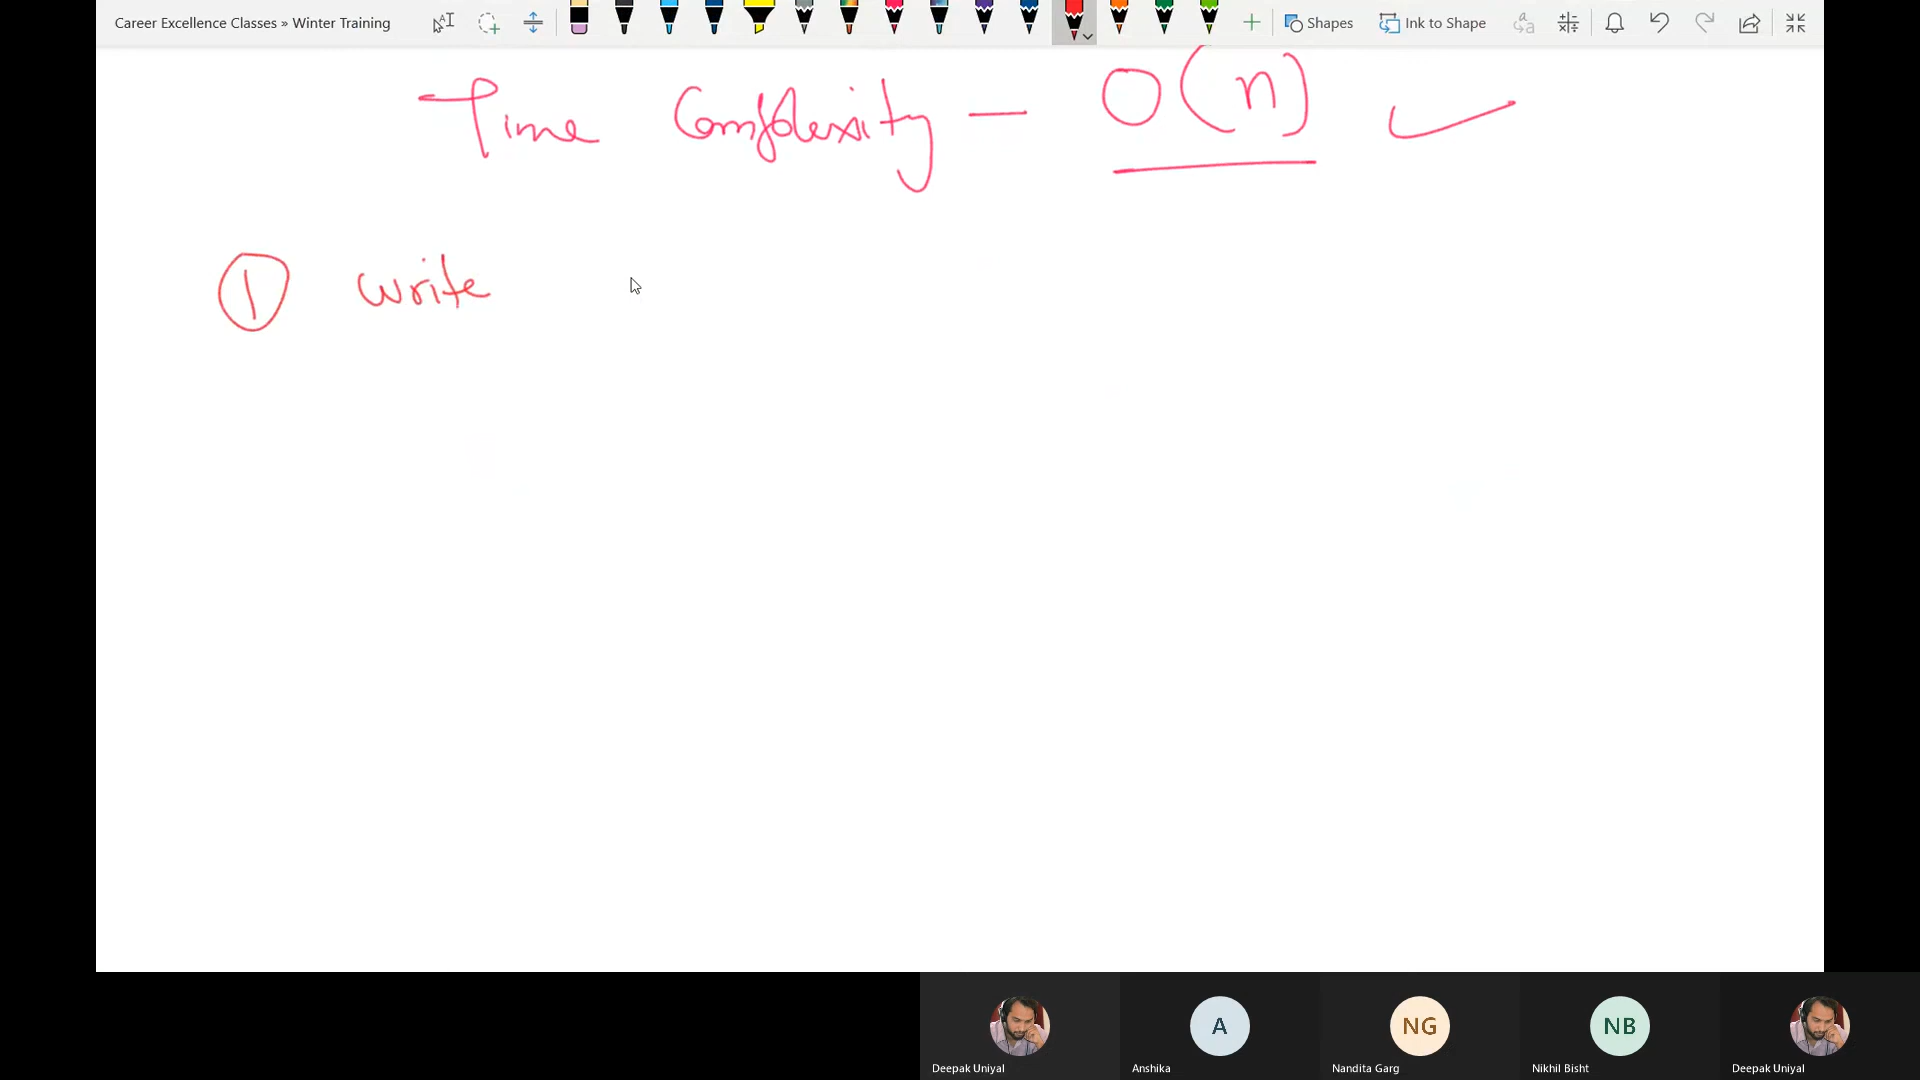 Career Excellence Classes » Winter Training
Shapes
Ink to Shape
Time Complexity — O(n)
① write
A
NG
NB
Deepak Uniyal
Anshika
Nandita Garg
Nikhil Bisht
Deepak Uniyal